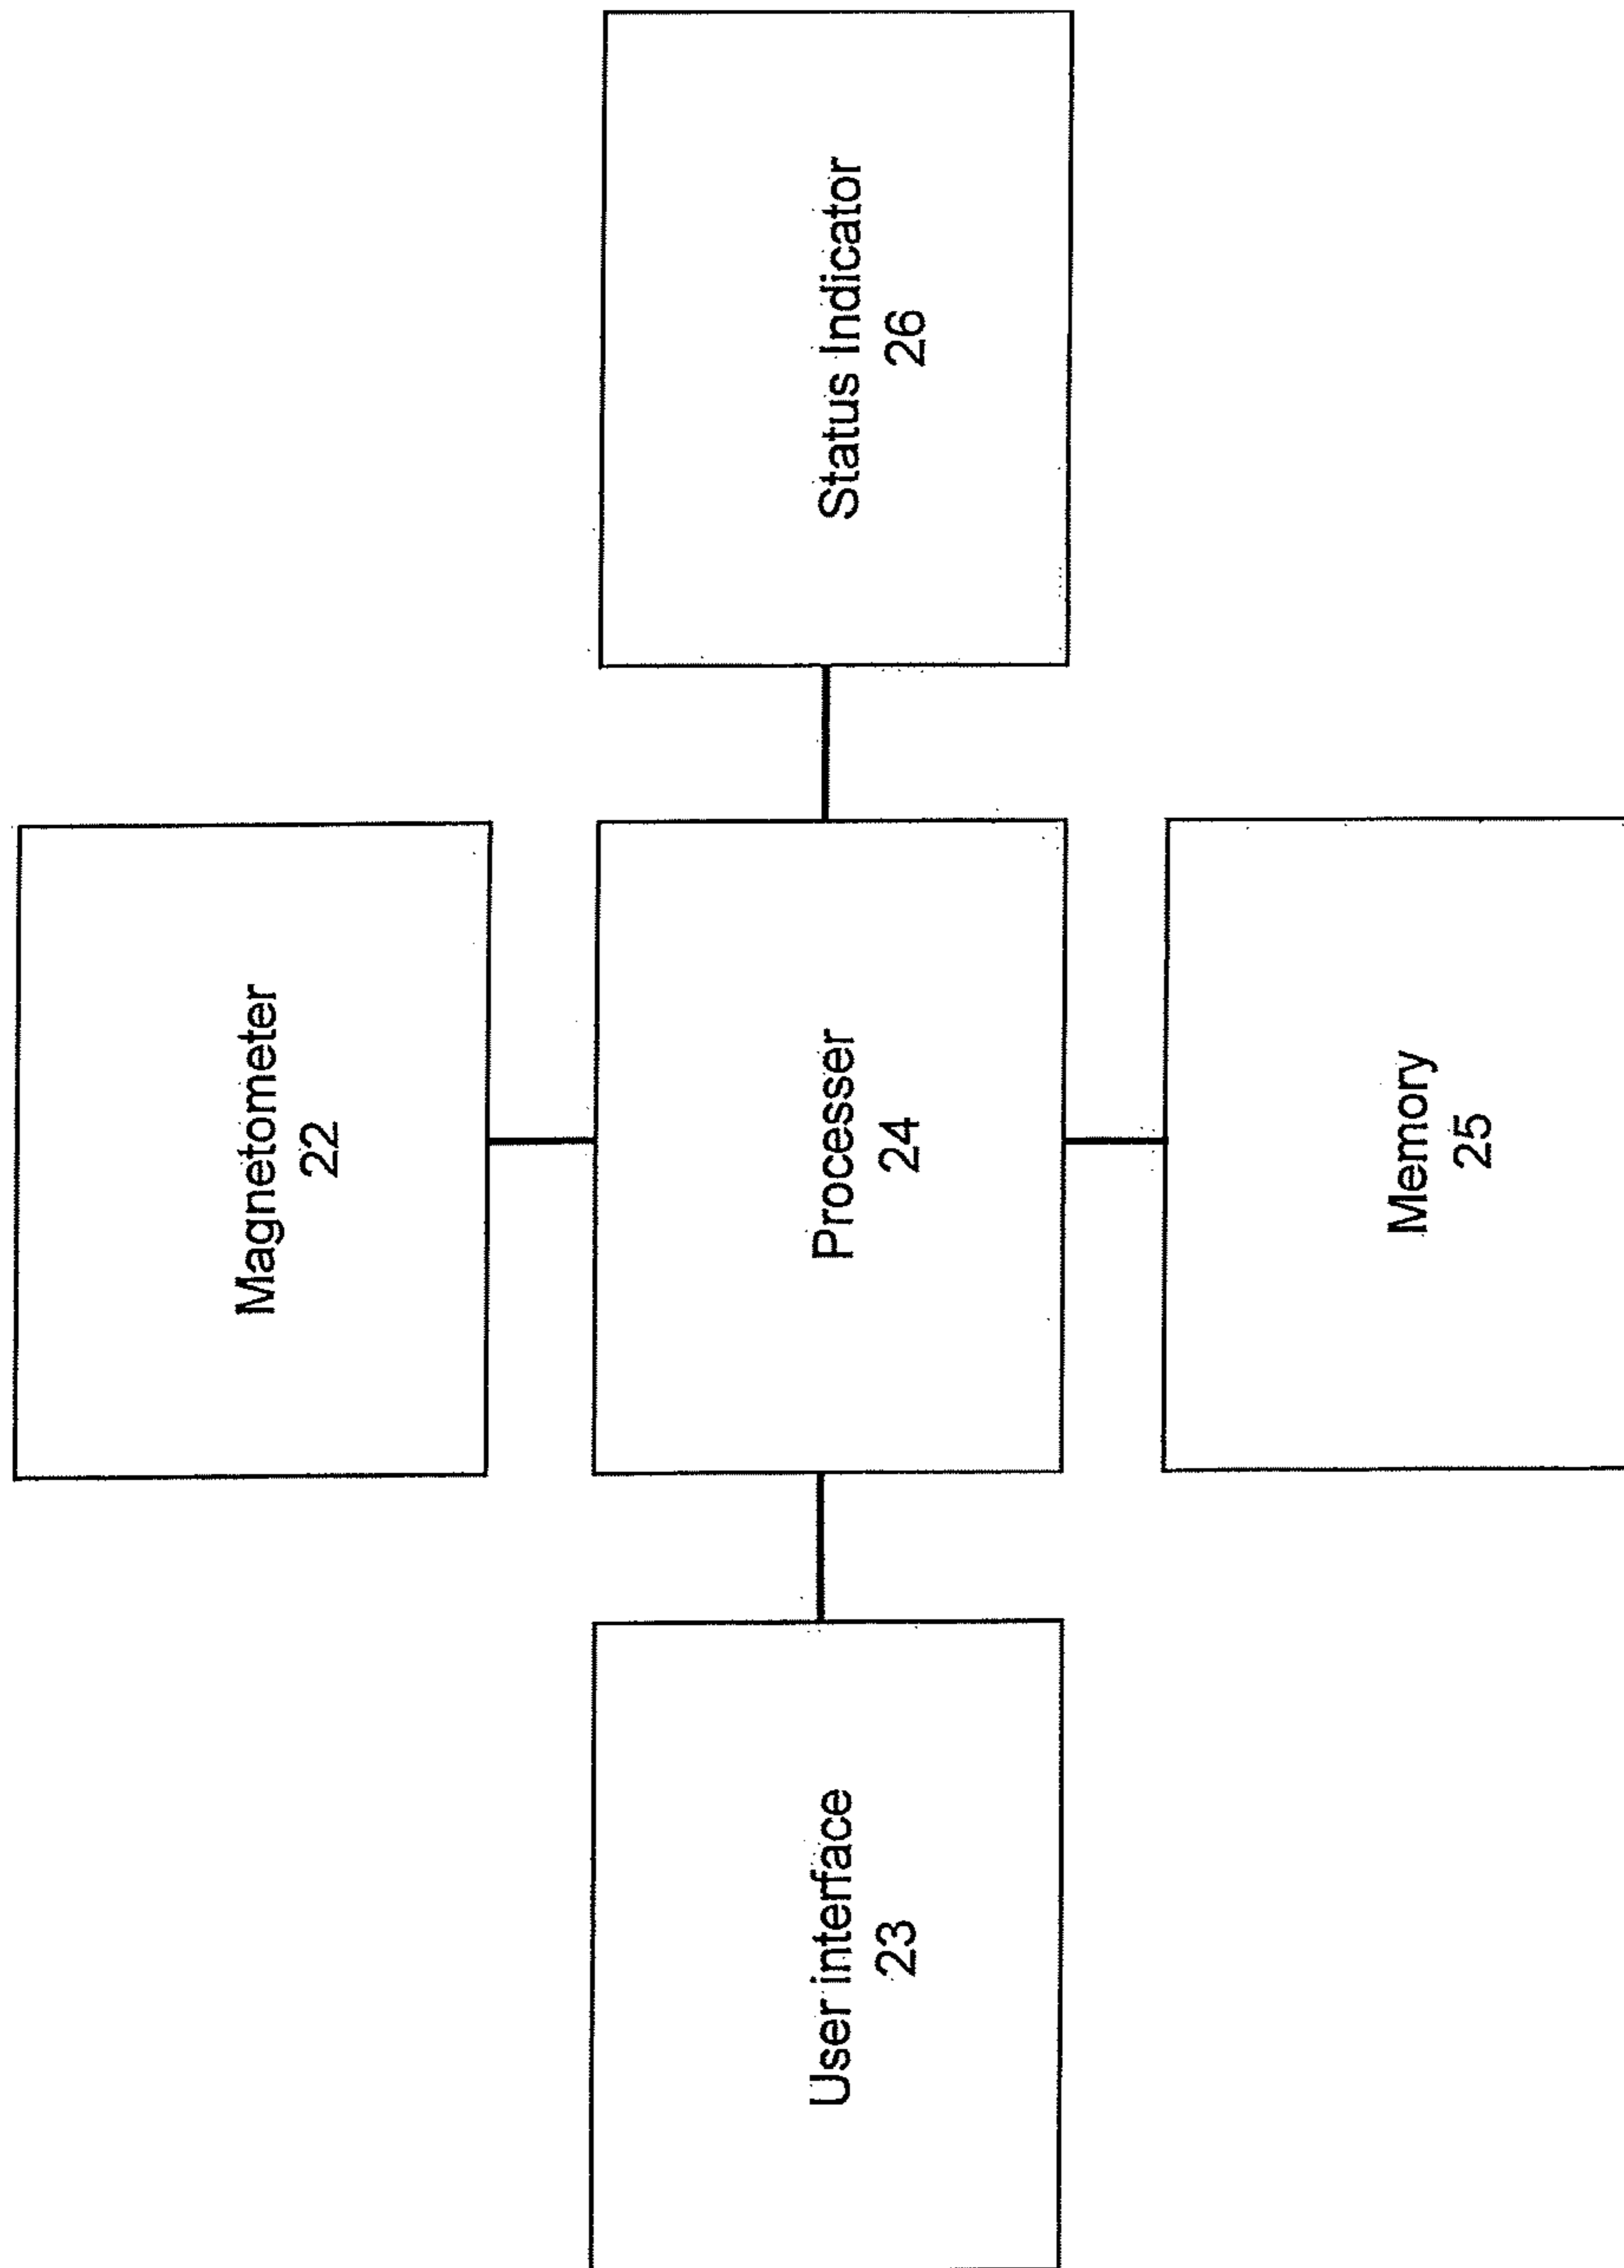 Magnetometer
22
User interface
23
Processer
24
Status Indicator
26
Memory
25